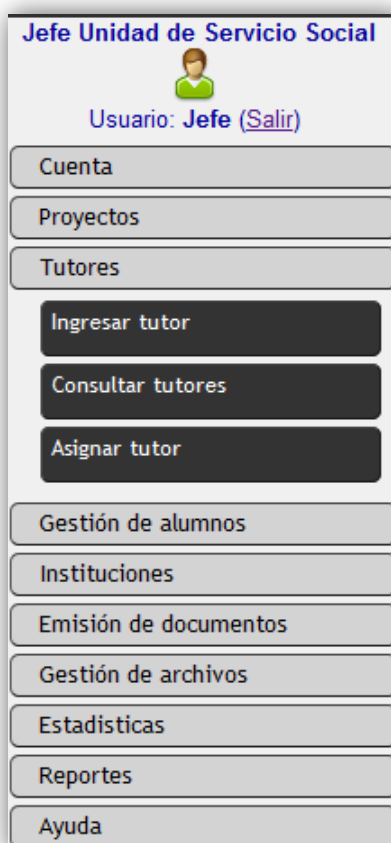 Jefe Unidad de Servicio Social
Usuario: Jefe (Salir)
Cuenta
Proyectos
Tutores
Ingresar tutor
Consultar tutores
Asignar tutor
Gestión de alumnos
Instituciones
Emisión de documentos
Gestión de archivos
Estadisticas
Reportes
Ayuda